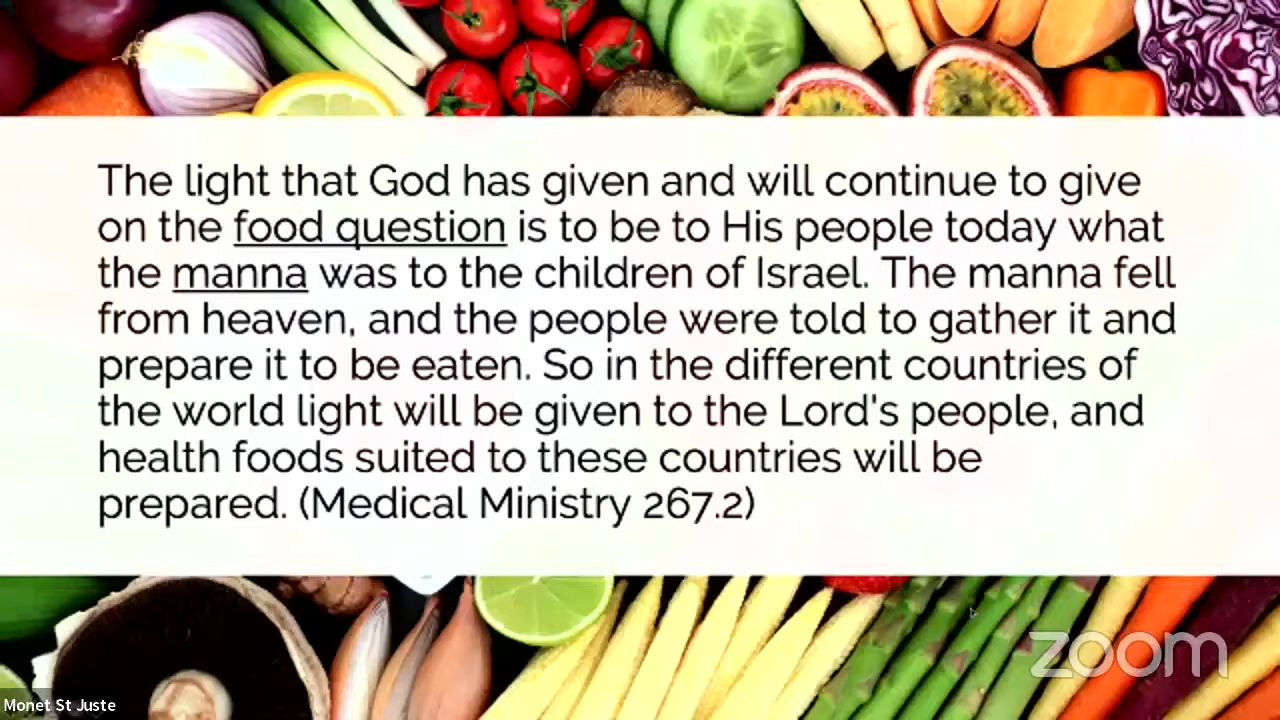 The light that God has given and will continue to give
on the food question is to be to His people today what
the manna was to the children of Israel. The manna fell
from heaven, and the people were told to gather it and
prepare it to be eaten. So in the different countries of
the world light will be given to the Lord's people, and
health foods suited to these countries will be
prepared. (Medical Ministry 267.2)
zoom
Monet St Juste